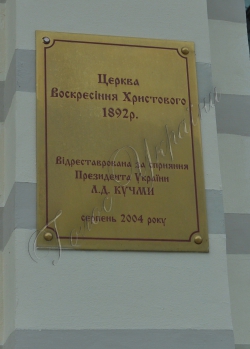 Церква
Воскресіння Христового
1892р.
Відреставрована за сприяння
Президента України
Л.Д. КУЧМИ
серпень 2004 року